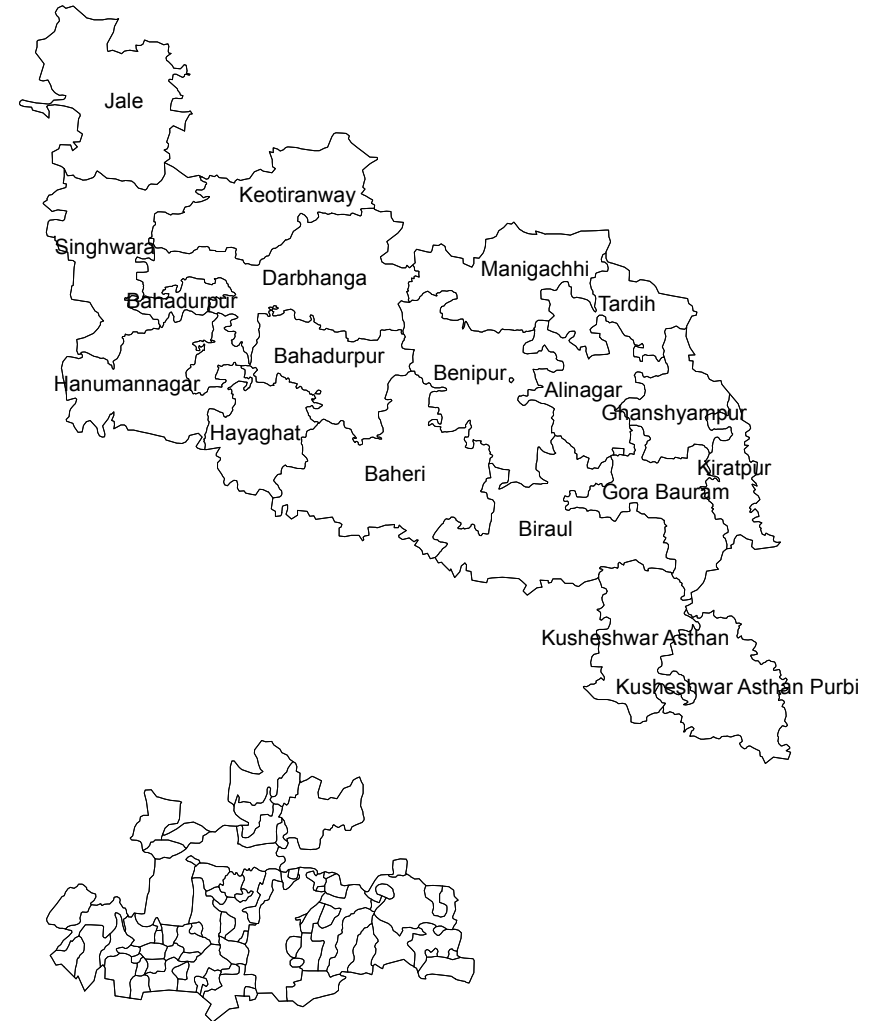 Jale
Keotiranway
Singhwara
Manigachhi
Darbhanga
Bahadurpur
Tardih
Bahadurpur
Benipur
Hanumannagar
Alinagar
Ghanshyampur
Hayaghat
Kiratpur
Baheri
Gora Bauram
Biraul
Kusheshwar Asthan
Kusheshwar Asthan Purbi